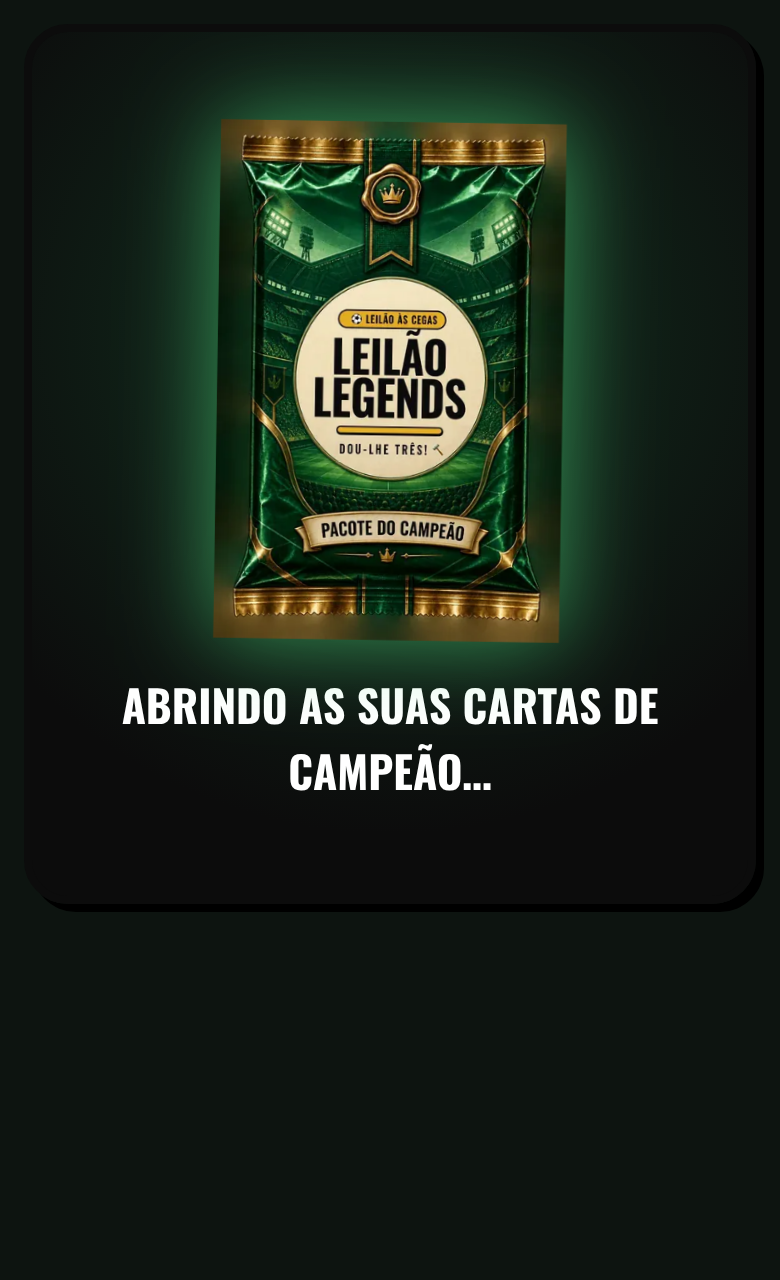 LEILÃO ÀS CEGAS
LEILÃO
LEGENDS
DOU-LHE TRÊS!
PACOTE DO CAMPEÃO
ABRINDO AS SUAS CARTAS DE
CAMPEÃO...